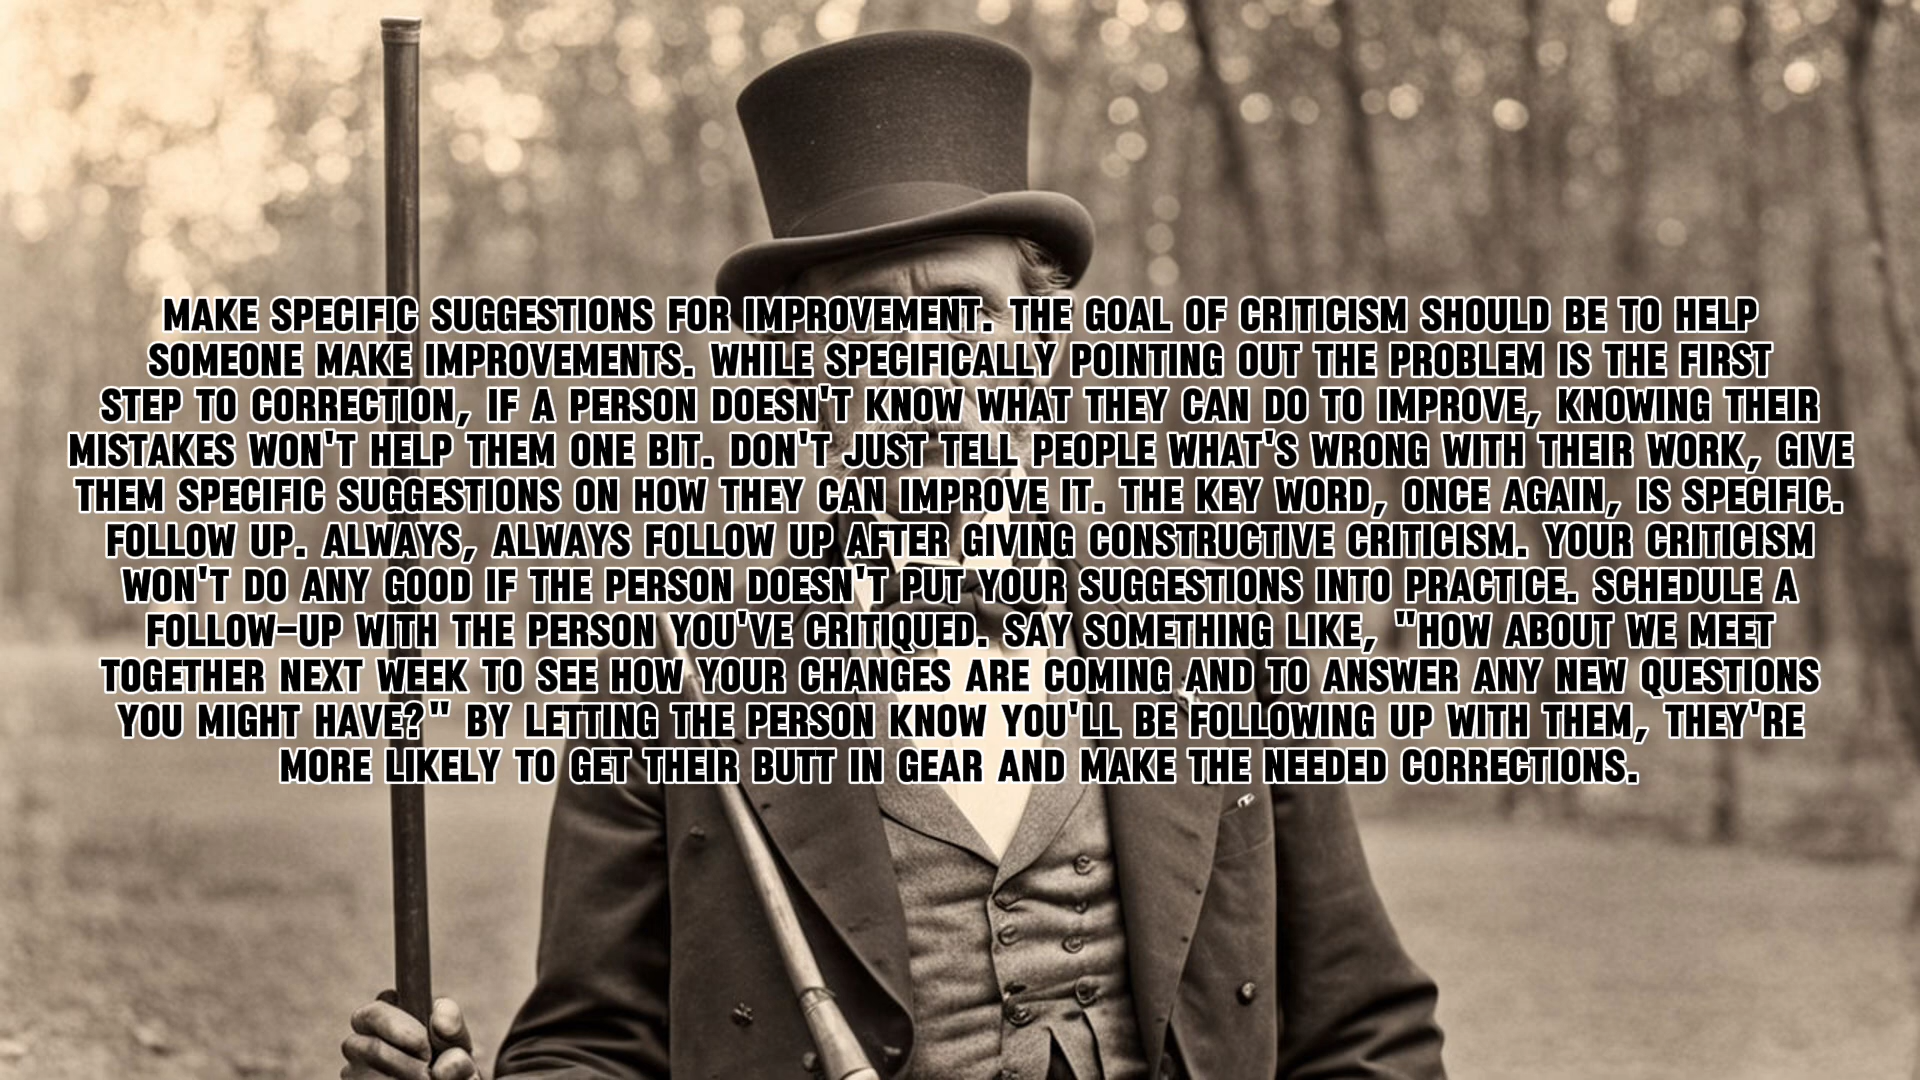 MAKE SPECIFIC SUGGESTIONS FOR IMPROVEMENT. THE GOAL OF CRITICISM SHOULD BE TO HELP
SOMEONE MAKE IMPROVEMENTS. WHILE SPECIFICALLY POINTING OUT THE PROBLEM IS THE FIRST
STEP TO CORRECTION, IF A PERSON DOESN'T KNOW WHAT THEY CAN DO TO IMPROVE, KNOWING THEIR
MISTAKES WON'T HELP THEM ONE BIT. DON'T JUST TELL PEOPLE WHAT'S WRONG WITH THEIR WORK, GIVE
THEM SPECIFIC SUGGESTIONS ON HOW THEY CAN IMPROVE IT. THE KEY WORD, ONCE AGAIN, IS SPECIFIC.
FOLLOW UP. ALWAYS, ALWAYS FOLLOW UP AFTER GIVING CONSTRUCTIVE CRITICISM. YOUR CRITICISM
WON'T DO ANY GOOD IF THE PERSON DOESN'T PUT YOUR SUGGESTIONS INTO PRACTICE. SCHEDULE A
FOLLOW-UP WITH THE PERSON YOU'VE CRITIQUED. SAY SOMETHING LIKE, "HOW ABOUT WE MEET
TOGETHER NEXT WEEK TO SEE HOW YOUR CHANGES ARE COMING AND TO ANSWER ANY NEW QUESTIONS
YOU MIGHT HAVE?" BY LETTING THE PERSON KNOW YOU'LL BE FOLLOWING UP WITH THEM, THEY'RE
MORE LIKELY TO GET THEIR BUTT IN GEAR AND MAKE THE NEEDED CORRECTIONS.